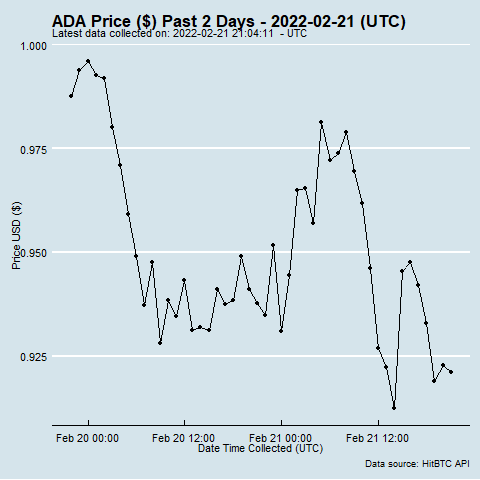 ADA Price ($) Past 2 Days - 2022-02-21 (UTC)
Latest data collected on: 2022-02-21 21:04:11 - UTC
1.000
0.975
0.950
0.925
Price USD ($)
Feb 20 00:00
Feb 20 12:00
Feb 21 00:00
Feb 21 12:00
Date Time Collected (UTC)
Data source: HitBTC API